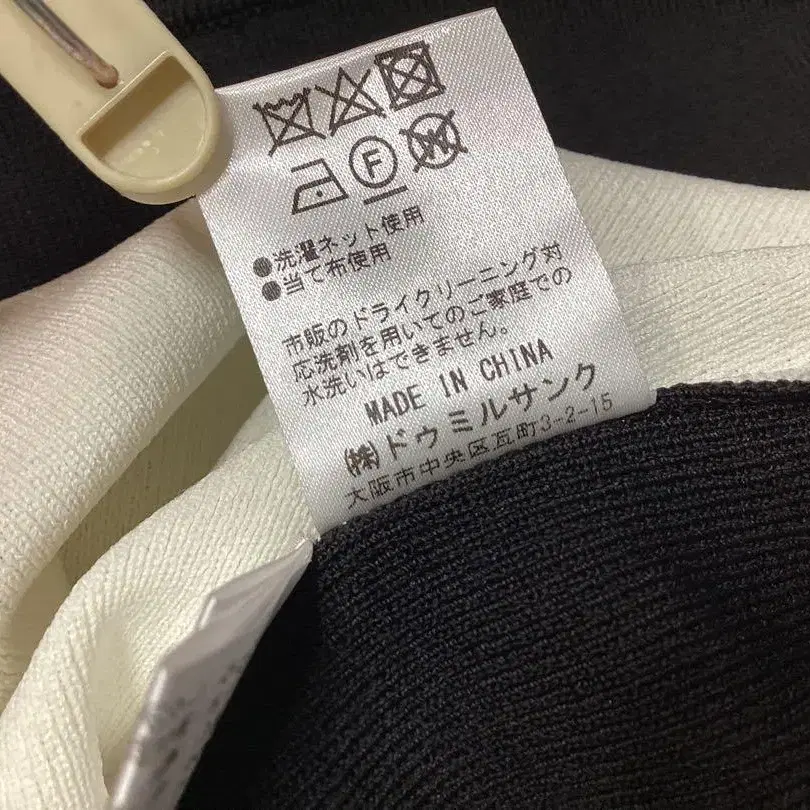 F
W
●洗濯ネット使用
●当て布使用
市販のドライクリーニング対
応洗剤を用いてのご家庭での
水洗いはできません。
MADE IN CHINA
㈱ドゥミルサンク
大阪市中央区瓦町3-2-15